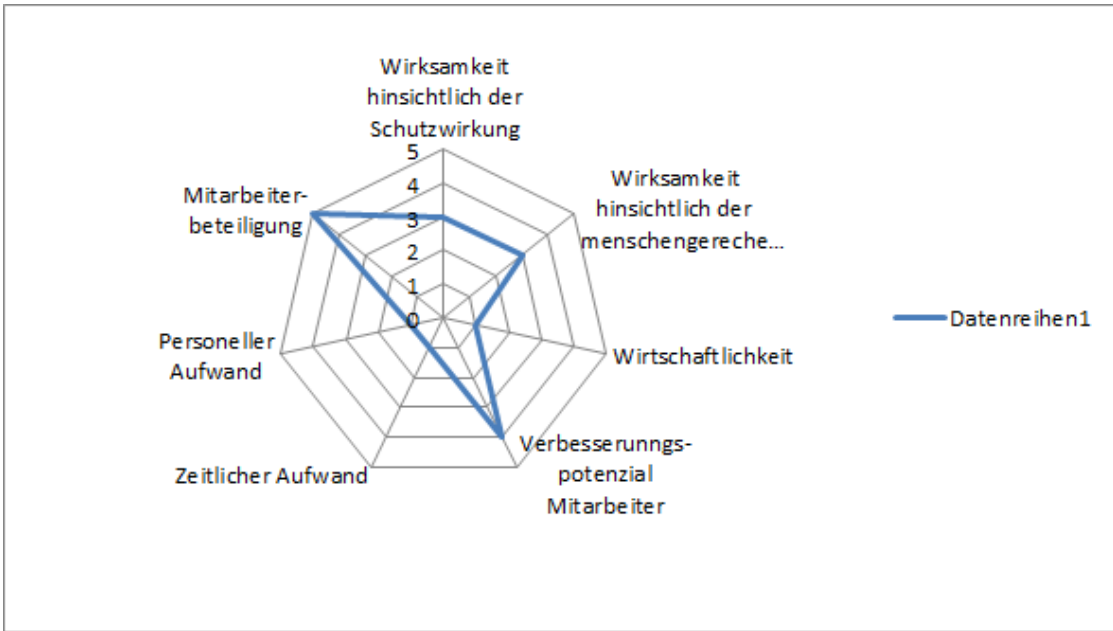 Wirksamkeit
hinsichtlich der
Schutzwirkung
Wirksamkeit
hinsichtlich der
menschengereche...
Wirtschaftlichkeit
Verbesserunngs-
potenzial
Mitarbeiter
Zeitlicher Aufwand
Personeller
Aufwand
Mitarbeiter-
beteiligung
5
4
3
2
1
0
Datenreihen1